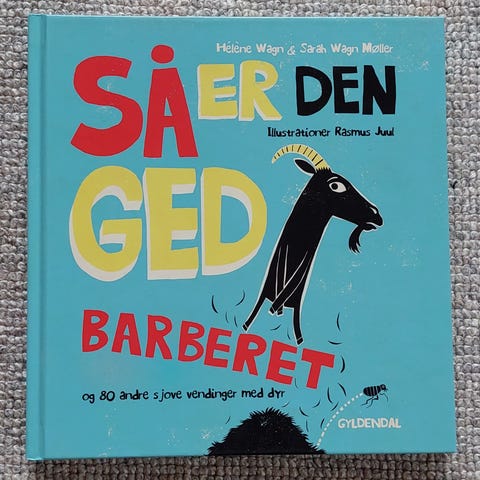 Hélène Wagn & Sarah Wagn Møller
SÅ ER DEN
Illustrationer Rasmus Juul
GED
BARBERET
og 80 andre sjove vendinger med dyr
GYLDENDAL